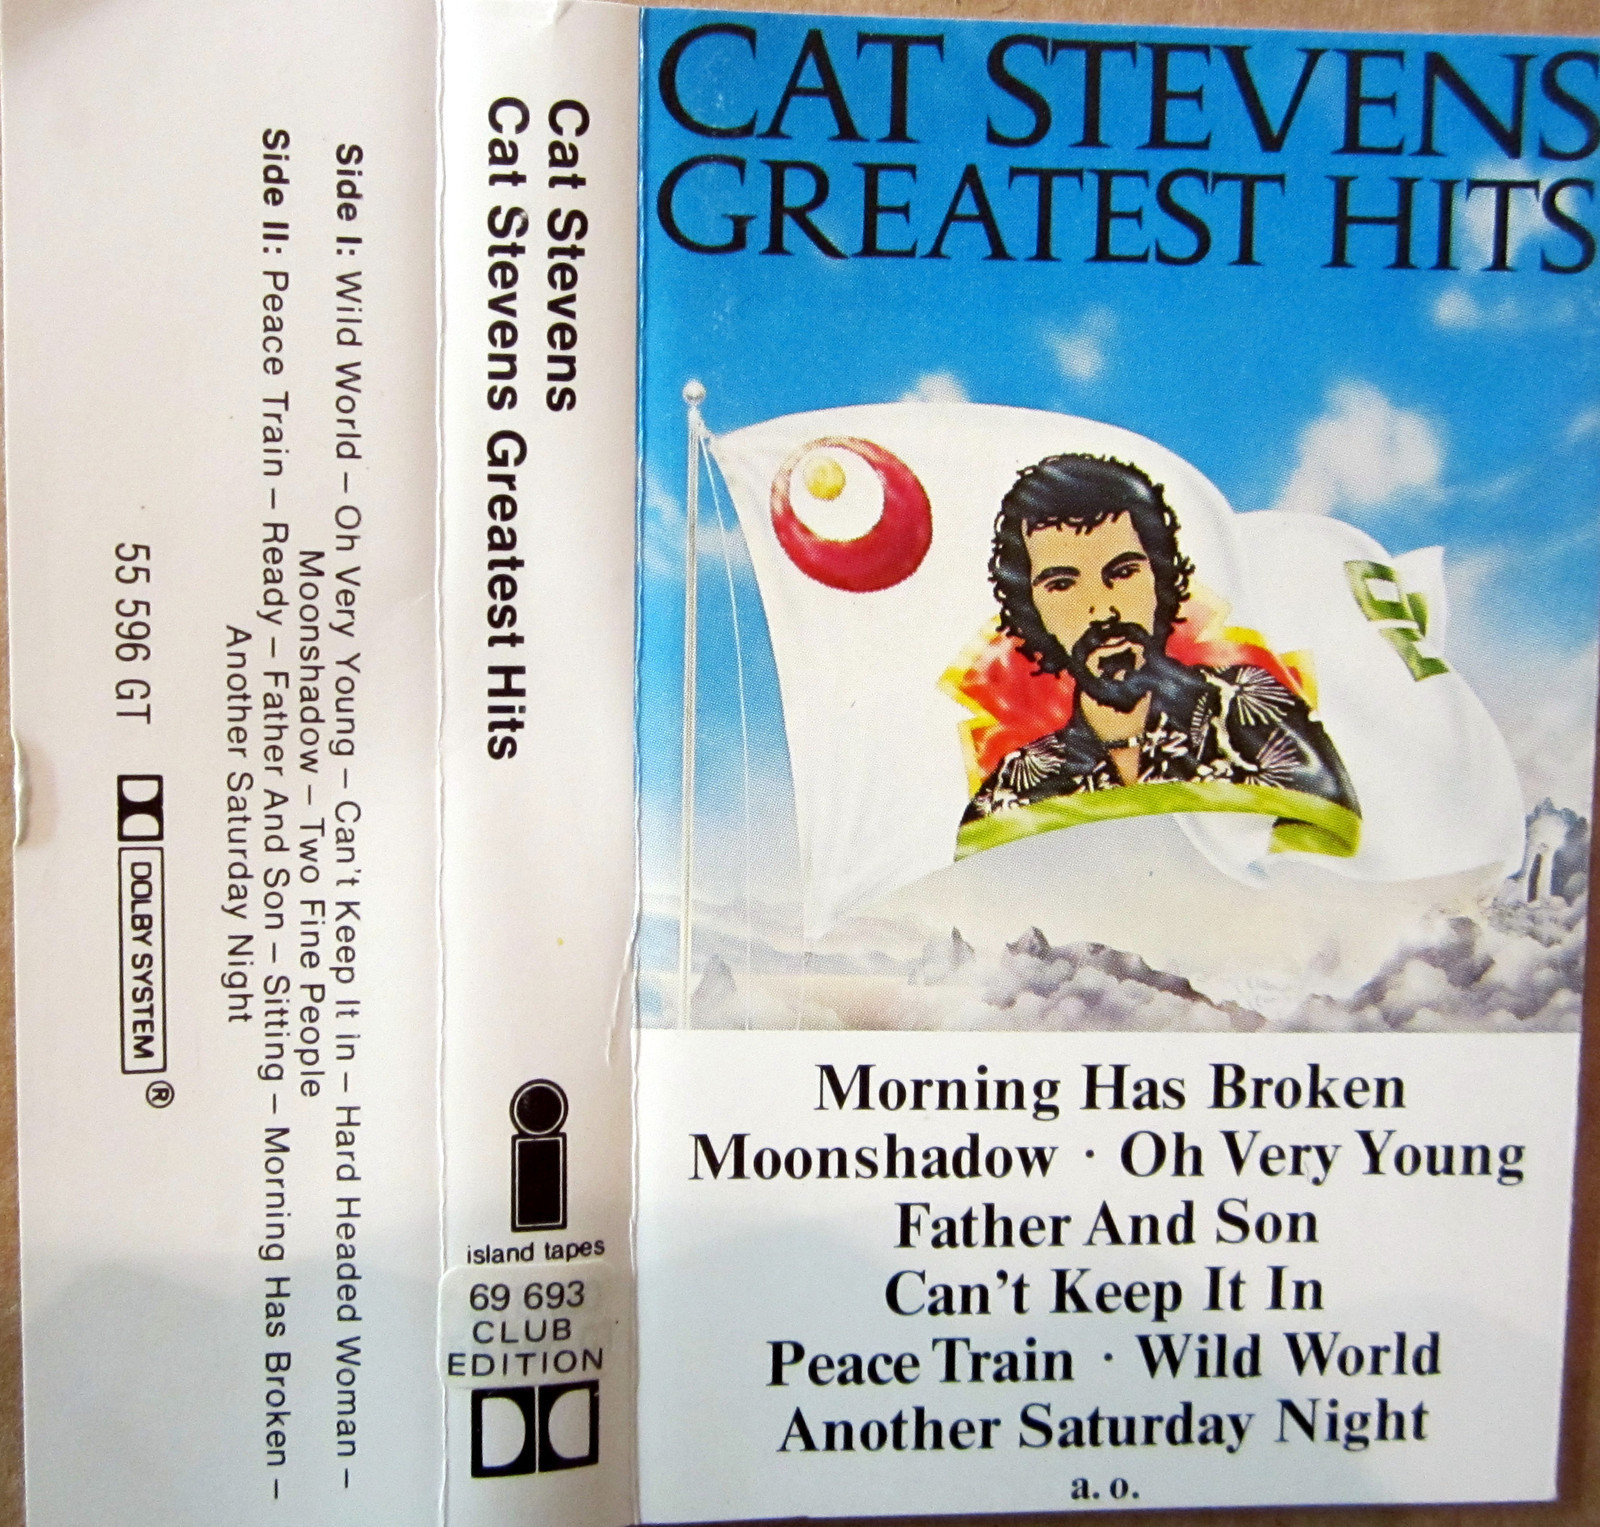 CAT STEVENS
GREATEST HITS
Morning Has Broken
Moonshadow · Oh Very Young
Father And Son
Can't Keep It In
Peace Train · Wild World
Another Saturday Night
a. o.
Cat Stevens
Cat Stevens Greatest Hits
island tapes
69 693
CLUB
EDITION
Side I: Wild World – Oh Very Young – Can't Keep It in – Hard Headed Woman –
Moonshadow – Two Fine People
Side II: Peace Train – Ready – Father And Son – Sitting – Morning Has Broken –
Another Saturday Night
55 596 GT DOLBY SYSTEM ®